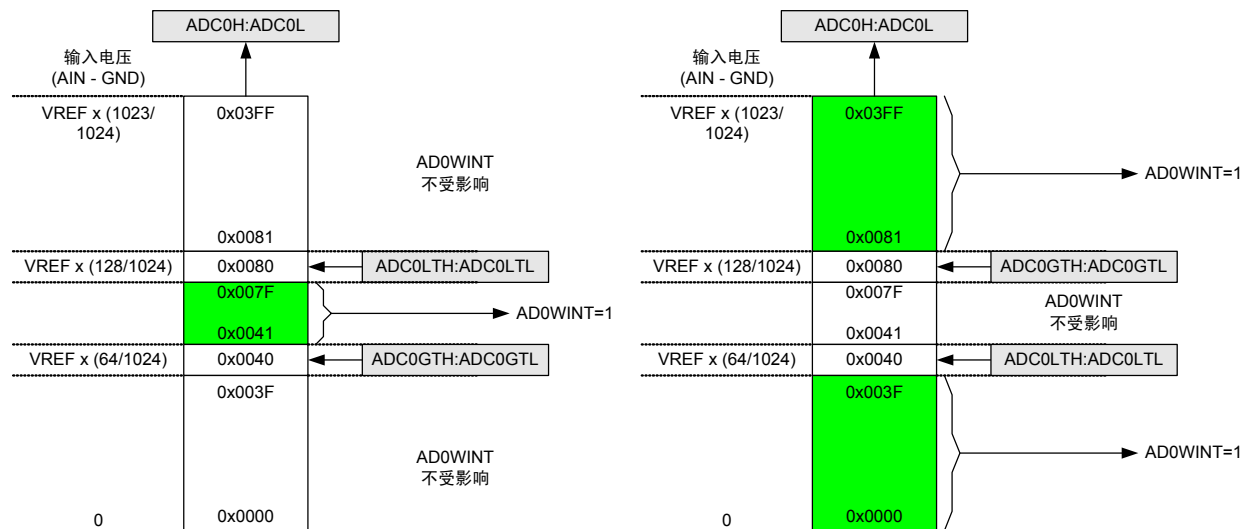 ADC0H:ADC0L
输入电压
(AIN - GND)
VREF x (1023/
1024)
0x03FF
AD0WINT
不受影响
0x0081
VREF x (128/1024)
0x0080
ADC0LTH:ADC0LTL
0x007F
AD0WINT=1
0x0041
VREF x (64/1024)
0x0040
ADC0GTH:ADC0GTL
0x003F
AD0WINT
不受影响
0
0x0000
ADC0H:ADC0L
输入电压
(AIN - GND)
VREF x (1023/
1024)
0x03FF
AD0WINT=1
0x0081
VREF x (128/1024)
0x0080
ADC0GTH:ADC0GTL
0x007F
AD0WINT
不受影响
0x0041
VREF x (64/1024)
0x0040
ADC0LTH:ADC0LTL
0x003F
AD0WINT=1
0
0x0000